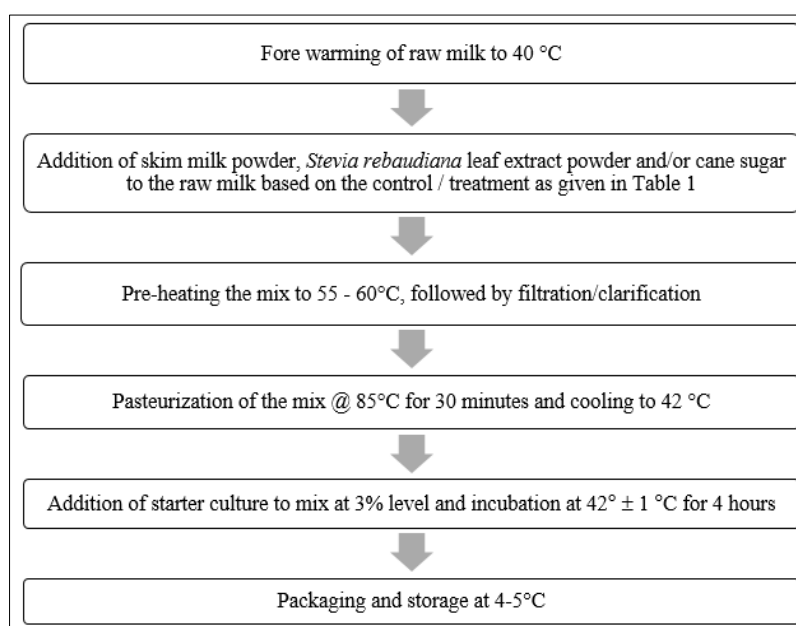 Fore warming of raw milk to 40 °C
Addition of skim milk powder, Stevia rebaudiana leaf extract powder and/or cane sugar
to the raw milk based on the control / treatment as given in Table 1
Pre-heating the mix to 55 - 60°C, followed by filtration/clarification
Pasteurization of the mix @ 85°C for 30 minutes and cooling to 42 °C
Addition of starter culture to mix at 3% level and incubation at 42° ± 1 °C for 4 hours
Packaging and storage at 4-5°C